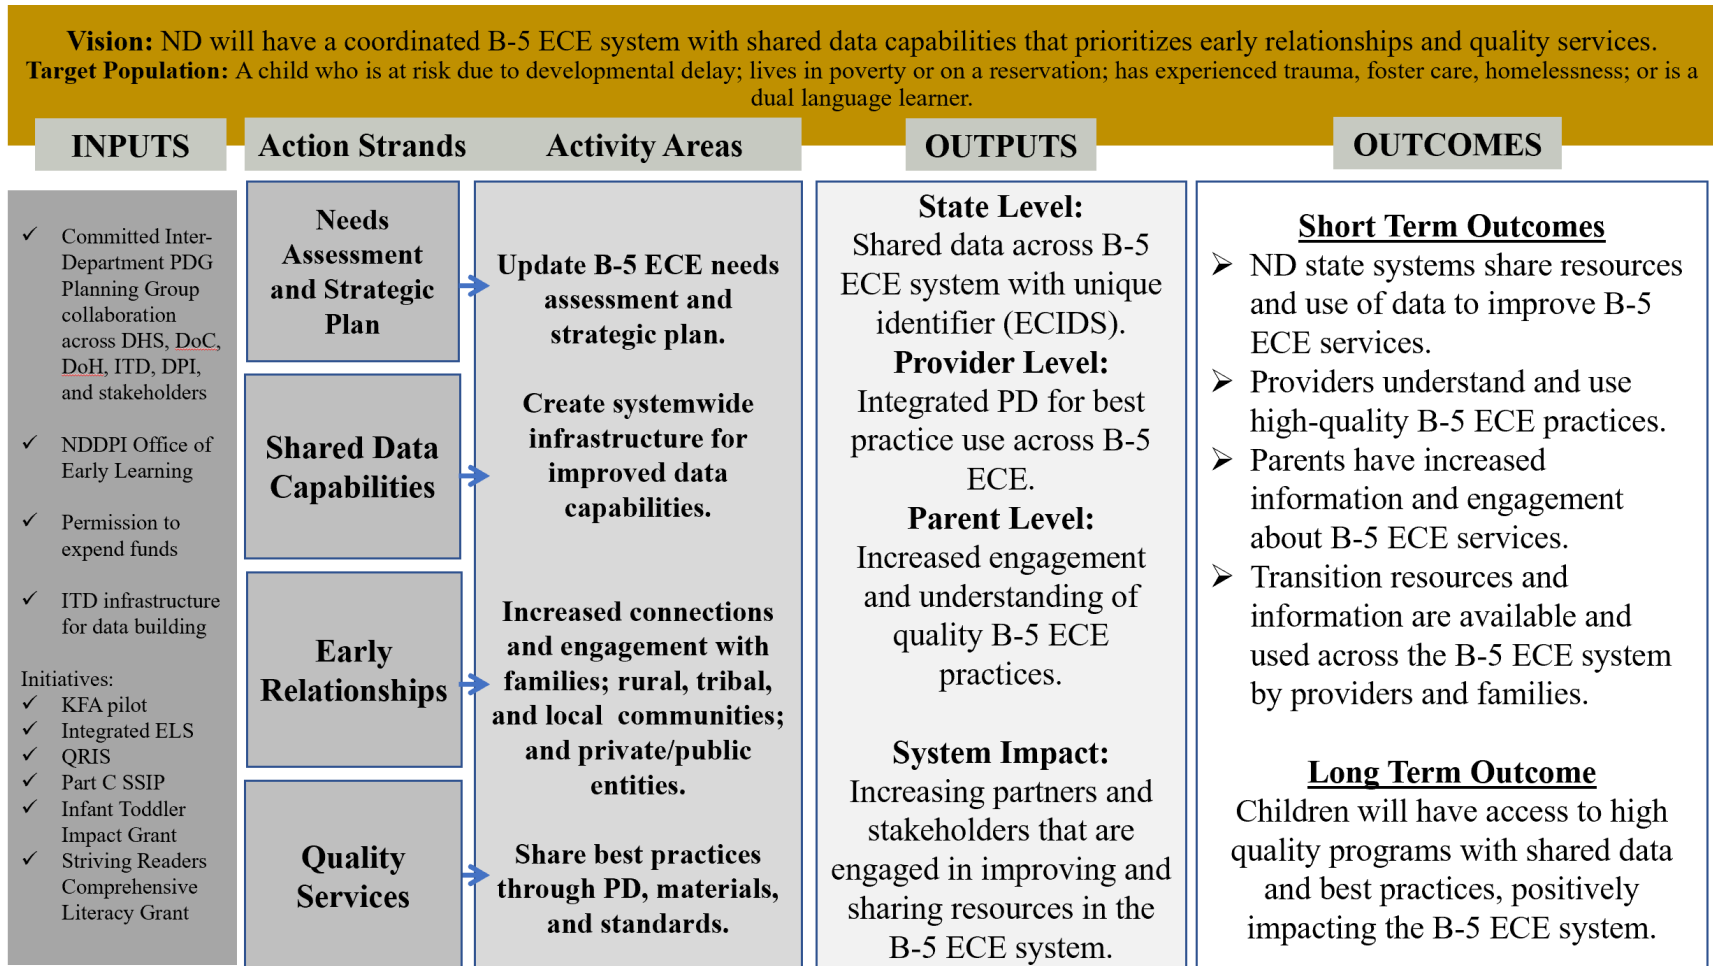 Vision: ND will have a coordinated B-5 ECE system with shared data capabilities that prioritizes early relationships and quality services.
Target Population: A child who is at risk due to developmental delay; lives in poverty or on a reservation; has experienced trauma, foster care, homelessness; or is a
dual language learner.
INPUTS
✓ Committed Inter-
Department PDG
Planning Group
collaboration
across DHS, DoC,
DoH, ITD, DPI,
and stakeholders
✓ NDDPI Office of
Early Learning
✓ Permission to
expend funds
✓ ITD infrastructure
for data building
Initiatives:
✓ KFA pilot
✓ Integrated ELS
✓ QRIS
✓ Part C SSIP
✓ Infant Toddler
Impact Grant
✓ Striving Readers
Comprehensive
Literacy Grant
Action Strands
Activity Areas
Needs
Assessment
and Strategic
Plan
Update B-5 ECE needs
assessment and
strategic plan.
Shared Data
Capabilities
Create systemwide
infrastructure for
improved data
capabilities.
Early
Relationships
Increased connections
and engagement with
families; rural, tribal,
and local communities;
and private/public
entities.
Quality
Services
Share best practices
through PD, materials,
and standards.
OUTPUTS
State Level:
Shared data across B-5
ECE system with unique
identifier (ECIDS).
Provider Level:
Integrated PD for best
practice use across B-5
ECE.
Parent Level:
Increased engagement
and understanding of
quality B-5 ECE
practices.
System Impact:
Increasing partners and
stakeholders that are
engaged in improving and
sharing resources in the
B-5 ECE system.
OUTCOMES
Short Term Outcomes
➢ ND state systems share resources
and use of data to improve B-5
ECE services.
➢ Providers understand and use
high-quality B-5 ECE practices.
➢ Parents have increased
information and engagement
about B-5 ECE services.
➢ Transition resources and
information are available and
used across the B-5 ECE system
by providers and families.
Long Term Outcome
Children will have access to high
quality programs with shared data
and best practices, positively
impacting the B-5 ECE system.